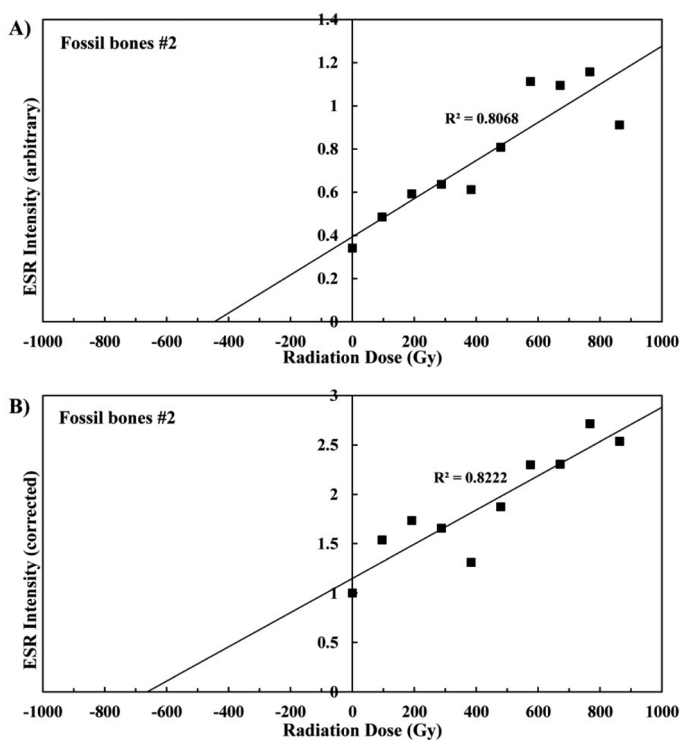 A)
Fossil bones #2
ESR Intensity (arbitrary)
1.4
1.2
1
0.8
0.6
0.4
0.2
0
R² = 0.8068
-1000 -800 -600 -400 -200 0 200 400 600 800 1000
Radiation Dose (Gy)
B)
Fossil bones #2
ESR Intensity (corrected)
3
2.5
2
1.5
1
0.5
0
R² = 0.8222
-1000 -800 -600 -400 -200 0 200 400 600 800 1000
Radiation Dose (Gy)